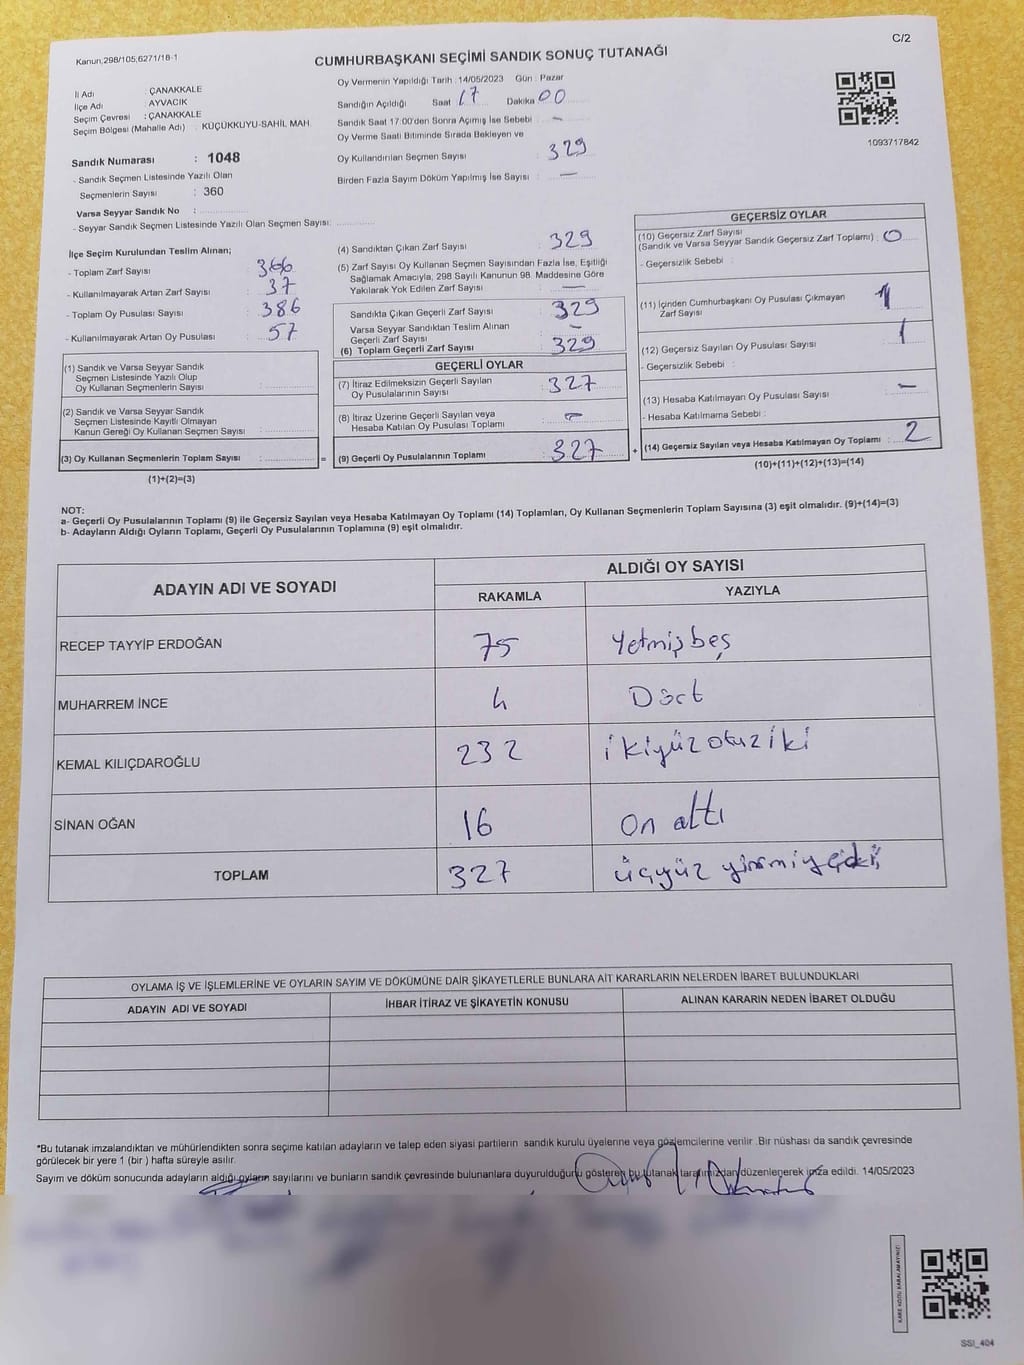 Kanun,298/105;6271/18-1
C/2
CUMHURBAŞKANI SEÇİMİ SANDIK SONUÇ TUTANAĞI
İl Adı : ÇANAKKALE
İlçe Adı : AYVACIK
Seçim Çevresi : ÇANAKKALE
Seçim Bölgesi (Mahalle Adı) : KÜÇÜKKUYU-SAHİL MAH.
Sandık Numarası : 1048
- Sandık Seçmen Listesinde Yazılı Olan
Seçmenlerin Sayısı : 360
Varsa Seyyar Sandık No :
- Seyyar Sandık Seçmen Listesinde Yazılı Olan Seçmen Sayısı:
Oy Vermenin Yapıldığı Tarih :14/05/2023 Gün : Pazar
Sandığın Açıldığı Saat 17 Dakika 00
Sandık Saat 17:00'den Sonra Açılmış İse Sebebi : -
Oy Verme Saati Bitiminde Sırada Bekleyen ve
Oy Kullandırılan Seçmen Sayısı : 329
Birden Fazla Sayım Döküm Yapılmış İse Sayısı : -
1093717842
İlçe Seçim Kurulundan Teslim Alınan;
- Toplam Zarf Sayısı : 366
- Kullanılmayarak Artan Zarf Sayısı : 37
- Toplam Oy Pusulası Sayısı : 386
- Kullanılmayarak Artan Oy Pusulası : 57
(1) Sandık ve Varsa Seyyar Sandık
Seçmen Listesinde Yazılı Olup
Oy Kullanan Seçmenlerin Sayısı :
(2) Sandık ve Varsa Seyyar Sandık
Seçmen Listesinde Kayıtlı Olmayan
Kanun Gereği Oy Kullanan Seçmen Sayısı :
(3) Oy Kullanan Seçmenlerin Toplam Sayısı : =
(1)+(2)=(3)
(4) Sandıktan Çıkan Zarf Sayısı : 329
(5) Zarf Sayısı Oy Kullanan Seçmen Sayısından Fazla İse, Eşitliği
Sağlamak Amacıyla, 298 Sayılı Kanunun 98. Maddesine Göre
Yakılarak Yok Edilen Zarf Sayısı : -
Sandıkta Çıkan Geçerli Zarf Sayısı : 329
Varsa Seyyar Sandıktan Teslim Alınan
Geçerli Zarf Sayısı : -
(6) Toplam Geçerli Zarf Sayısı : 329
GEÇERLİ OYLAR
(7) İtiraz Edilmeksizin Geçerli Sayılan
Oy Pusulasının Sayısı : 327
(8) İtiraz Üzerine Geçerli Sayılan veya
Hesaba Katılan Oy Pusulası Toplamı : -
(9) Geçerli Oy Pusulalarının Toplamı : 327 +
GEÇERSİZ OYLAR
(10) Geçersiz Zarf Sayısı
(Sandık ve Varsa Seyyar Sandık Geçersiz Zarf Toplamı) : 0
- Geçersizlik Sebebi :
(11) İçinden Cumhurbaşkanı Oy Pusulası Çıkmayan
Zarf Sayısı : 1
(12) Geçersiz Sayılan Oy Pusulası Sayısı : 1
- Geçersizlik Sebebi :
(13) Hesaba Katılmayan Oy Pusulası Sayısı : -
- Hesaba Katılmama Sebebi :
(14) Geçersiz Sayılan veya Hesaba Katılmayan Oy Toplamı : 2
(10)+(11)+(12)+(13)=(14)
NOT:
a- Geçerli Oy Pusulalarının Toplamı (9) ile Geçersiz Sayılan veya Hesaba Katılmayan Oy Toplamı (14) Toplamları, Oy Kullanan Seçmenlerin Toplam Sayısına (3) eşit olmalıdır. (9)+(14)=(3)
b- Adayların Aldığı Oyların Toplamı, Geçerli Oy Pusulalarının Toplamına (9) eşit olmalıdır.
ADAYIN ADI VE SOYADI
ALDIĞI OY SAYISI
RAKAMLA YAZIYLA
RECEP TAYYİP ERDOĞAN 75 Yetmişbeş
MUHARREM İNCE 4 Dört
KEMAL KILIÇDAROĞLU 232 ikiyüzotuziki
SİNAN OĞAN 16 On altı
TOPLAM 327 üçyüz yirmiyedi
OYLAMA İŞ VE İŞLEMLERİNE VE OYLARIN SAYIM VE DÖKÜMÜNE DAİR ŞİKAYETLERLE BUNLARA AİT KARARLARIN NELERDEN İBARET BULUNDUKLARI
ADAYIN ADI VE SOYADI İHBAR İTİRAZ VE ŞİKAYETİN KONUSU ALINAN KARARIN NEDEN İBARET OLDUĞU
*Bu tutanak imzalandıktan ve mühürlendikten sonra seçime katılan adayların ve talep eden siyasi partilerin sandık kurulu üyelerine veya gözlemcilerine verilir .Bir nüshası da sandık çevresinde
görülecek bir yere 1 (bir ) hafta süreyle asılır.
Sayım ve döküm sonucunda adayların aldığı oyların sayılarını ve bunların sandık çevresinde bulunanlara duyurulduğunu gösteren bu tutanak tarafımızdan düzenlenerek imza edildi. 14/05/2023
KARE KODU KARALAMAYINIZ!
SSİ_404